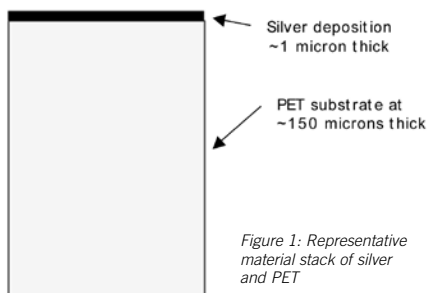 Silver deposition
~1 micron thick
PET substrate at
~150 microns thick
Figure 1: Representative
material stack of silver
and PET